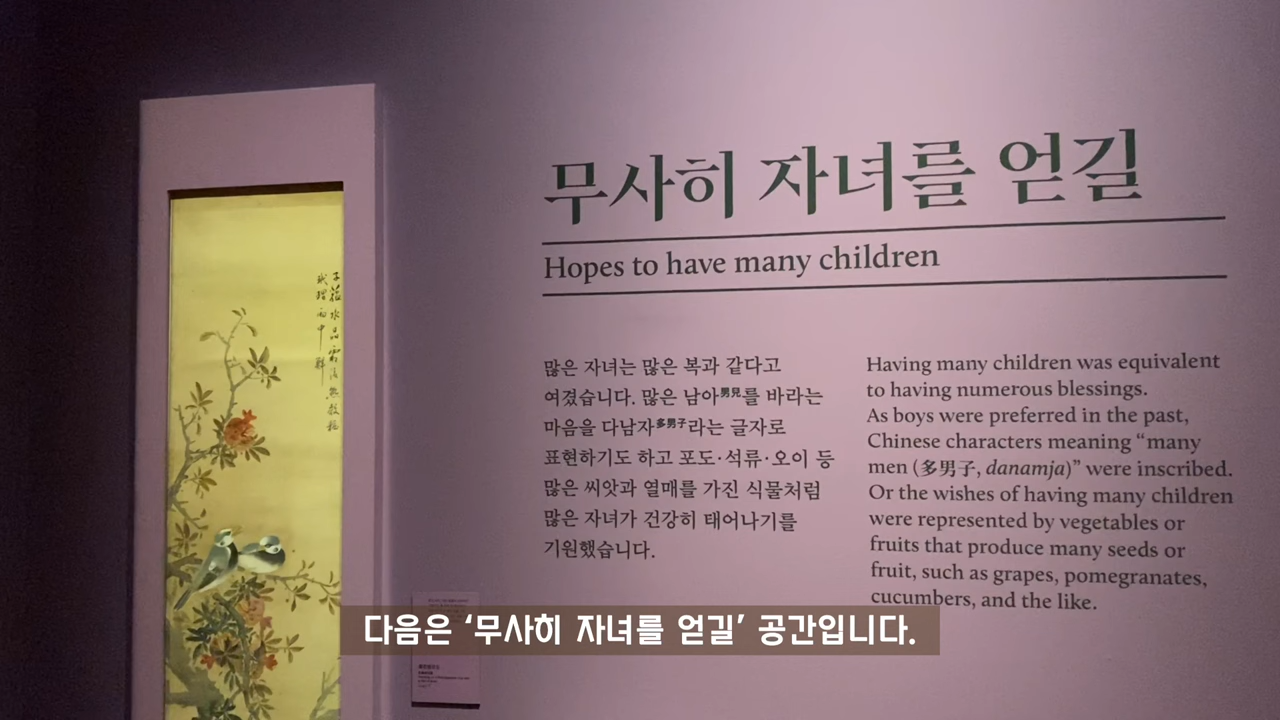 무사히 자녀를 얻길
Hopes to have many children
많은 자녀는 많은 복과 같다고
여겼습니다. 많은 남아男兒를 바라는
마음을 다남자多男子라는 글자로
표현하기도 하고 포도·석류·오이 등
많은 씨앗과 열매를 가진 식물처럼
많은 자녀가 건강히 태어나기를
기원했습니다.
Having many children was equivalent
to having numerous blessings.
As boys were preferred in the past,
Chinese characters meaning “many
men (多男子, danamja)” were inscribed.
Or the wishes of having many children
were represented by vegetables or
fruits that produce many seeds or
fruit, such as grapes, pomegranates,
cucumbers, and the like.
다음은 ‘무사히 자녀를 얻길’ 공간입니다.